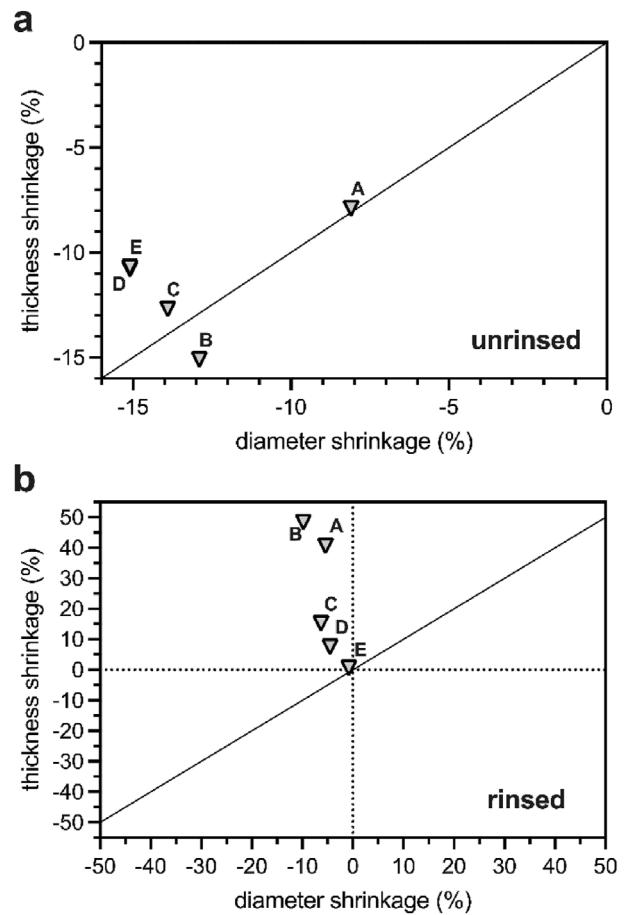 a
0
-5
-10
-15
thickness shrinkage (%)
A
E
D
C
B
unrinsed
-15
-10
-5
0
diameter shrinkage (%)
b
50
40
30
20
10
0
-10
-20
-30
-40
-50
thickness shrinkage (%)
B
A
C
D
E
rinsed
-50
-40
-30
-20
-10
0
10
20
30
40
50
diameter shrinkage (%)